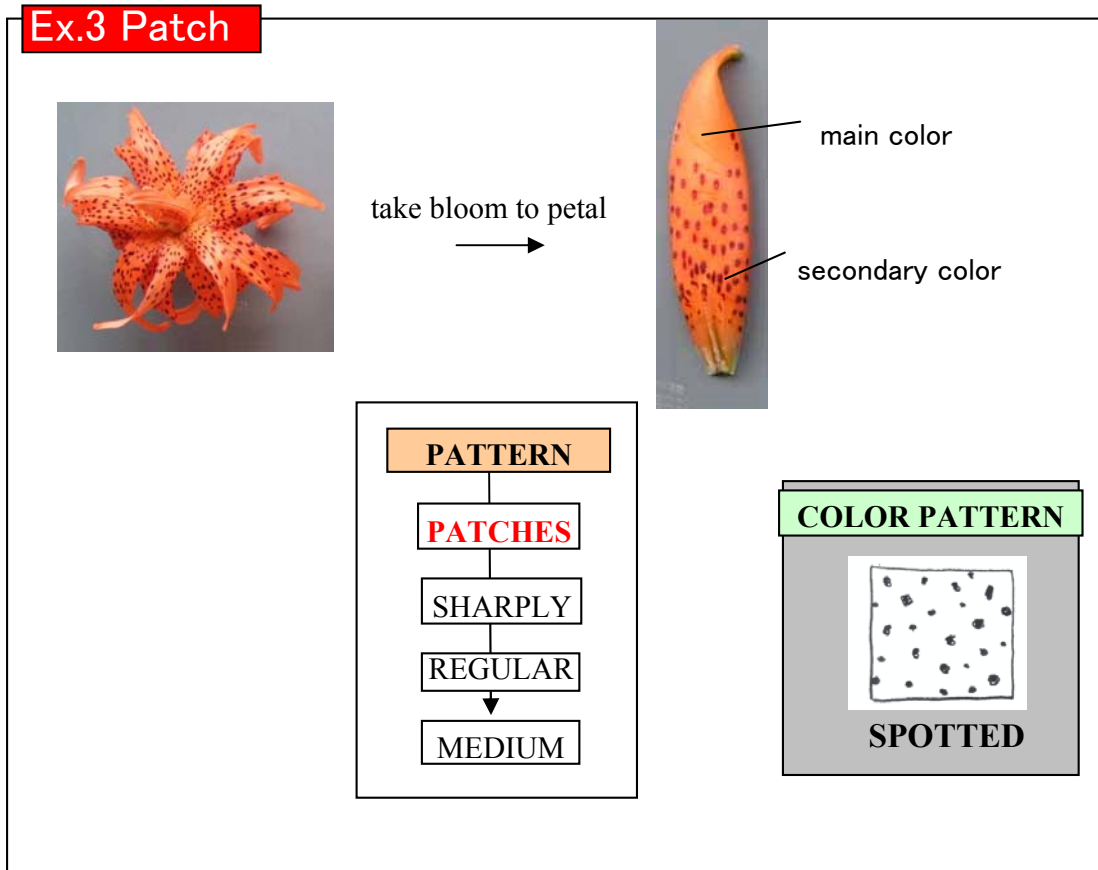 Ex.3 Patch
main color
take bloom to petal
secondary color
PATTERN
PATCHES
SHARPLY
REGULAR
MEDIUM
COLOR PATTERN
SPOTTED